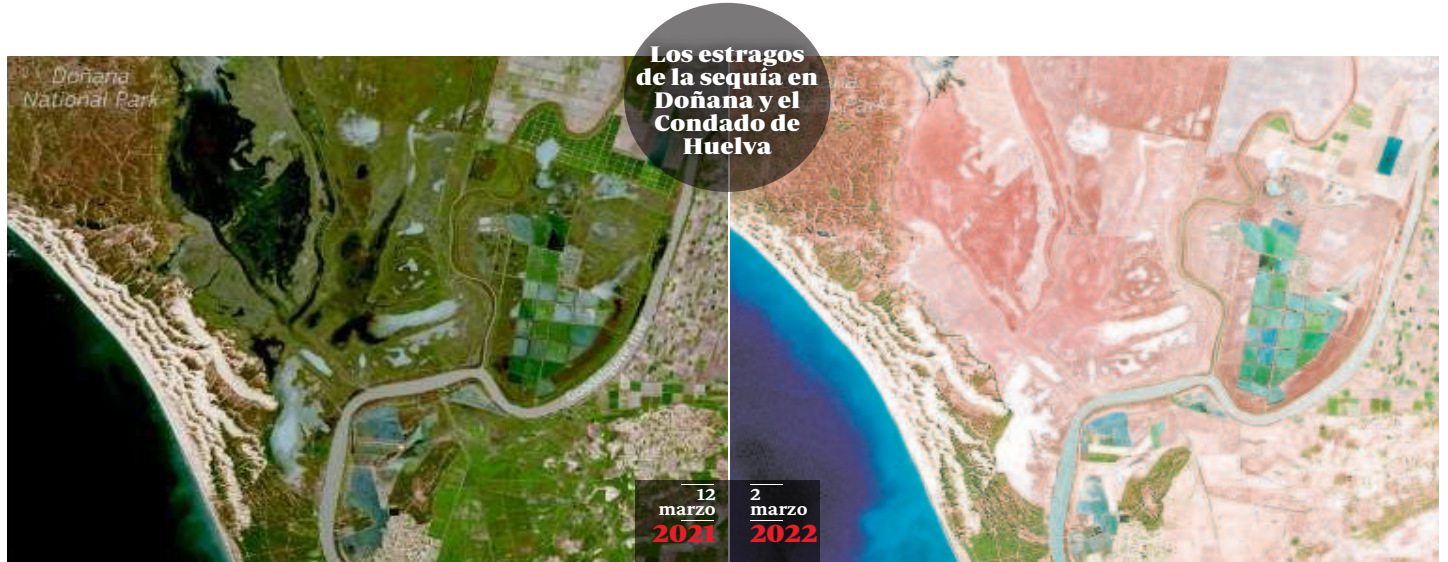 Los estragos
de la sequía en
Doñana y el
Condado de
Huelva
Doñana
National Park
Park
12
marzo
2021
2
marzo
2022